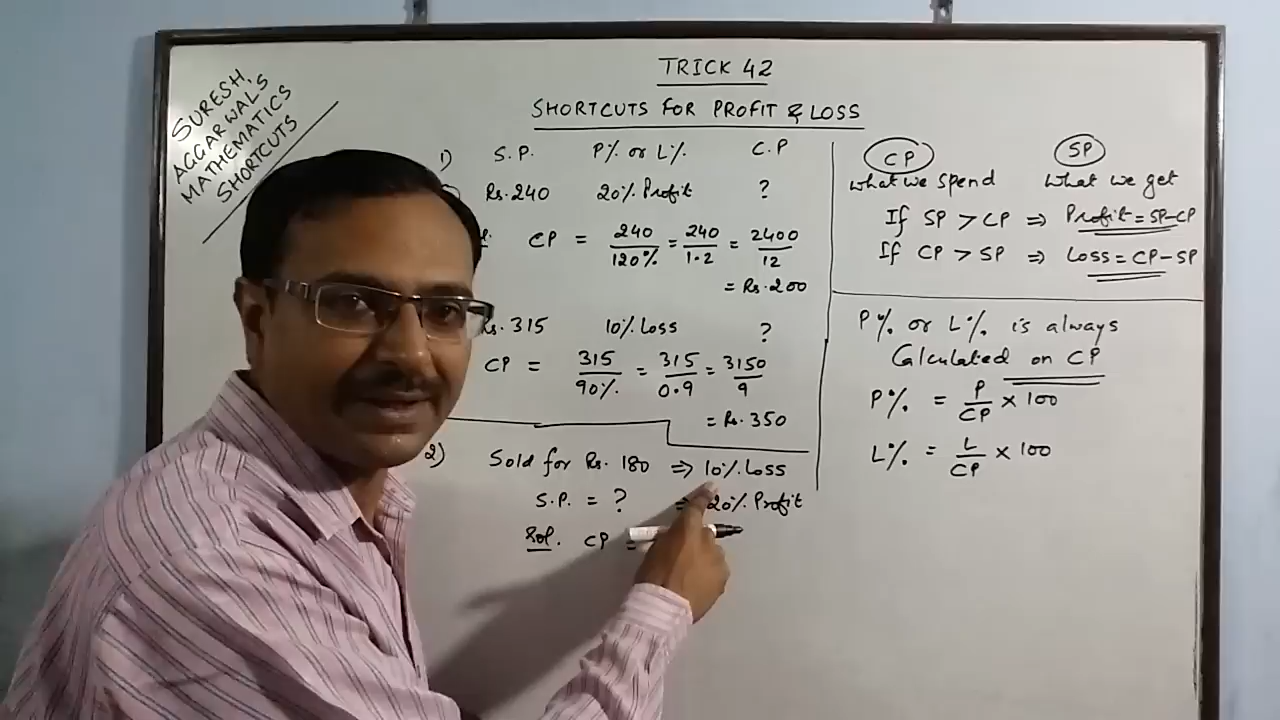 SURESH
AGGARWAL'S
MATHEMATICS
SHORTCUTS
TRICK 42
SHORTCUTS FOR PROFIT & LOSS
1) S.P. P% or L% C.P
Rs.240 20% Profit ?
CP = 240/120% = 240/1.2 = 2400/12
= Rs.200
Rs.315 10% Loss ?
CP = 315/90% = 315/0.9 = 3150/9
= Rs.350
2) Sold for Rs. 180 ⇒ 10% Loss
S.P. = ? = 20% Profit
Sol. CP =
CP SP
What we spend What we get
If SP > CP ⇒ Profit = SP-CP
If CP > SP ⇒ Loss = CP-SP
P% or L% is always
Calculated on CP
P% = P/CP × 100
L% = L/CP × 100